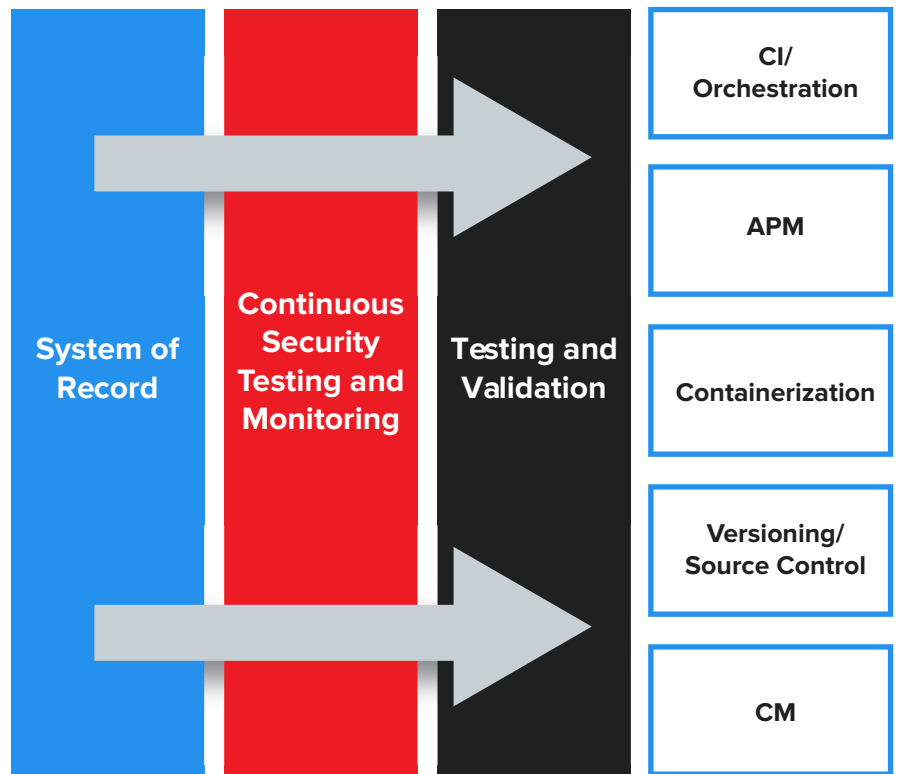 System of
Record
Continuous
Security
Testing and
Monitoring
Testing and
Validation
CI/
Orchestration
APM
Containerization
Versioning/
Source Control
CM